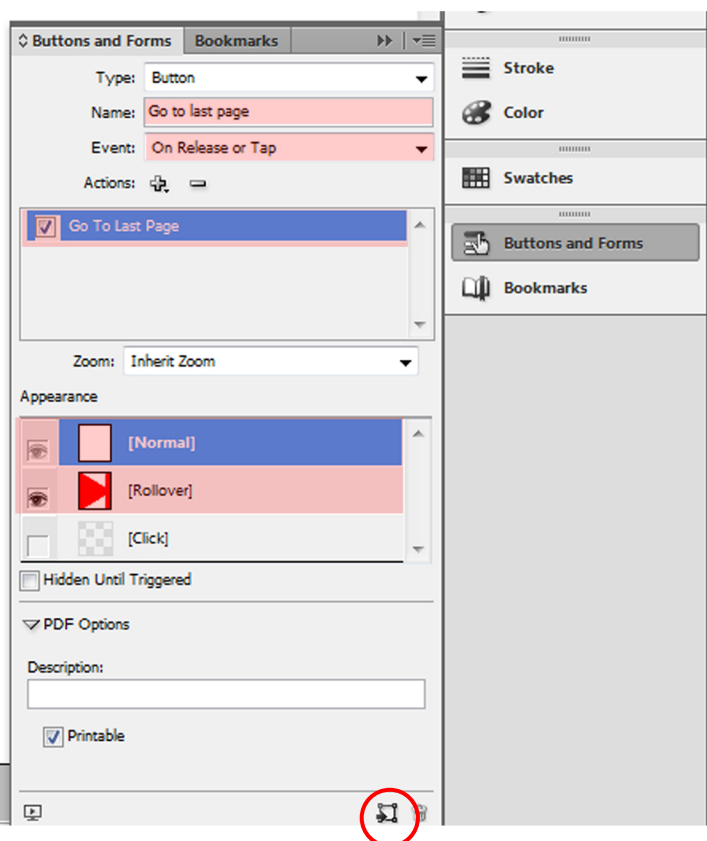 Buttons and Forms Bookmarks
Type: Button
Name: Go to last page
Event: On Release or Tap
Actions:
Go To Last Page
Zoom: Inherit Zoom
Appearance
[Normal]
[Rollover]
[Click]
Hidden Until Triggered
PDF Options
Description:
Printable
Stroke
Color
Swatches
Buttons and Forms
Bookmarks